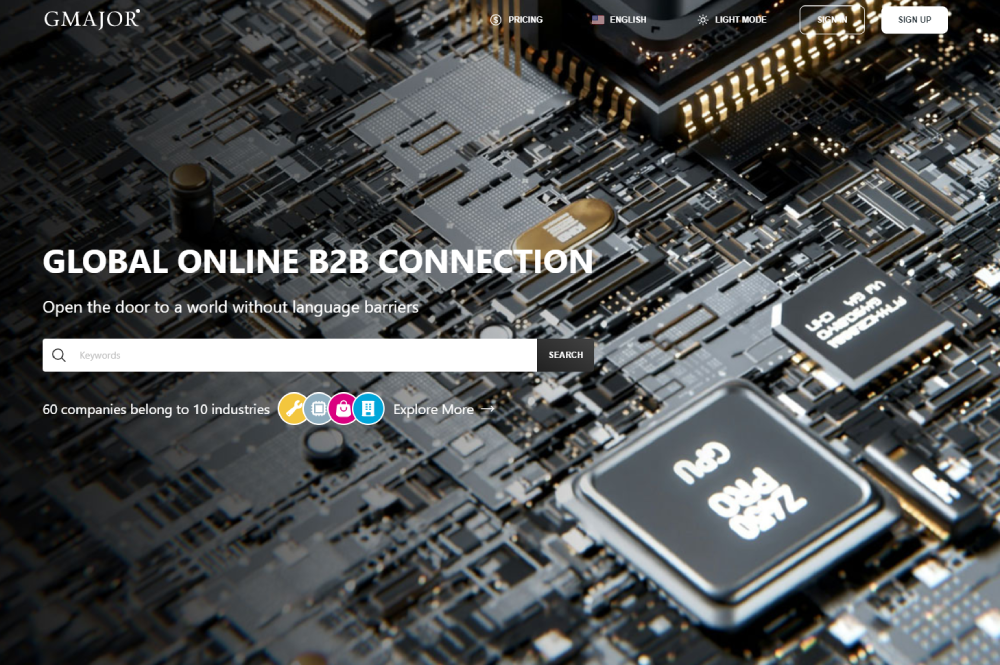 GMAJOR
PRICING
ENGLISH
LIGHT MODE
SIGN IN
SIGN UP
GLOBAL ONLINE B2B CONNECTION
Open the door to a world without language barriers
Keywords
SEARCH
60 companies belong to 10 industries
Explore More →
CPU
PRO
Z450